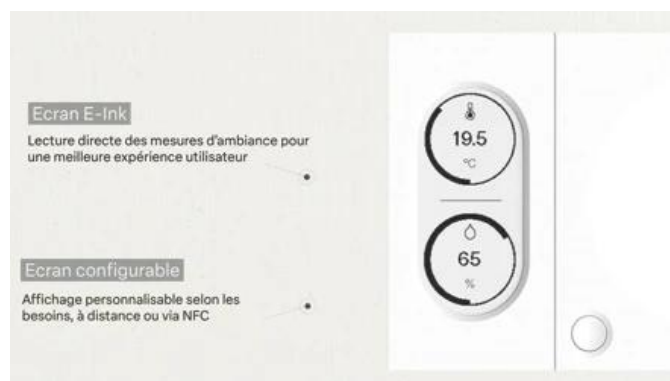 Ecran E-Ink
Lecture directe des mesures d'ambiance pour
une meilleure expérience utilisateur
19.5
°C
Ecran configurable
Affichage personnalisable selon les
besoins, à distance ou via NFC
65
%